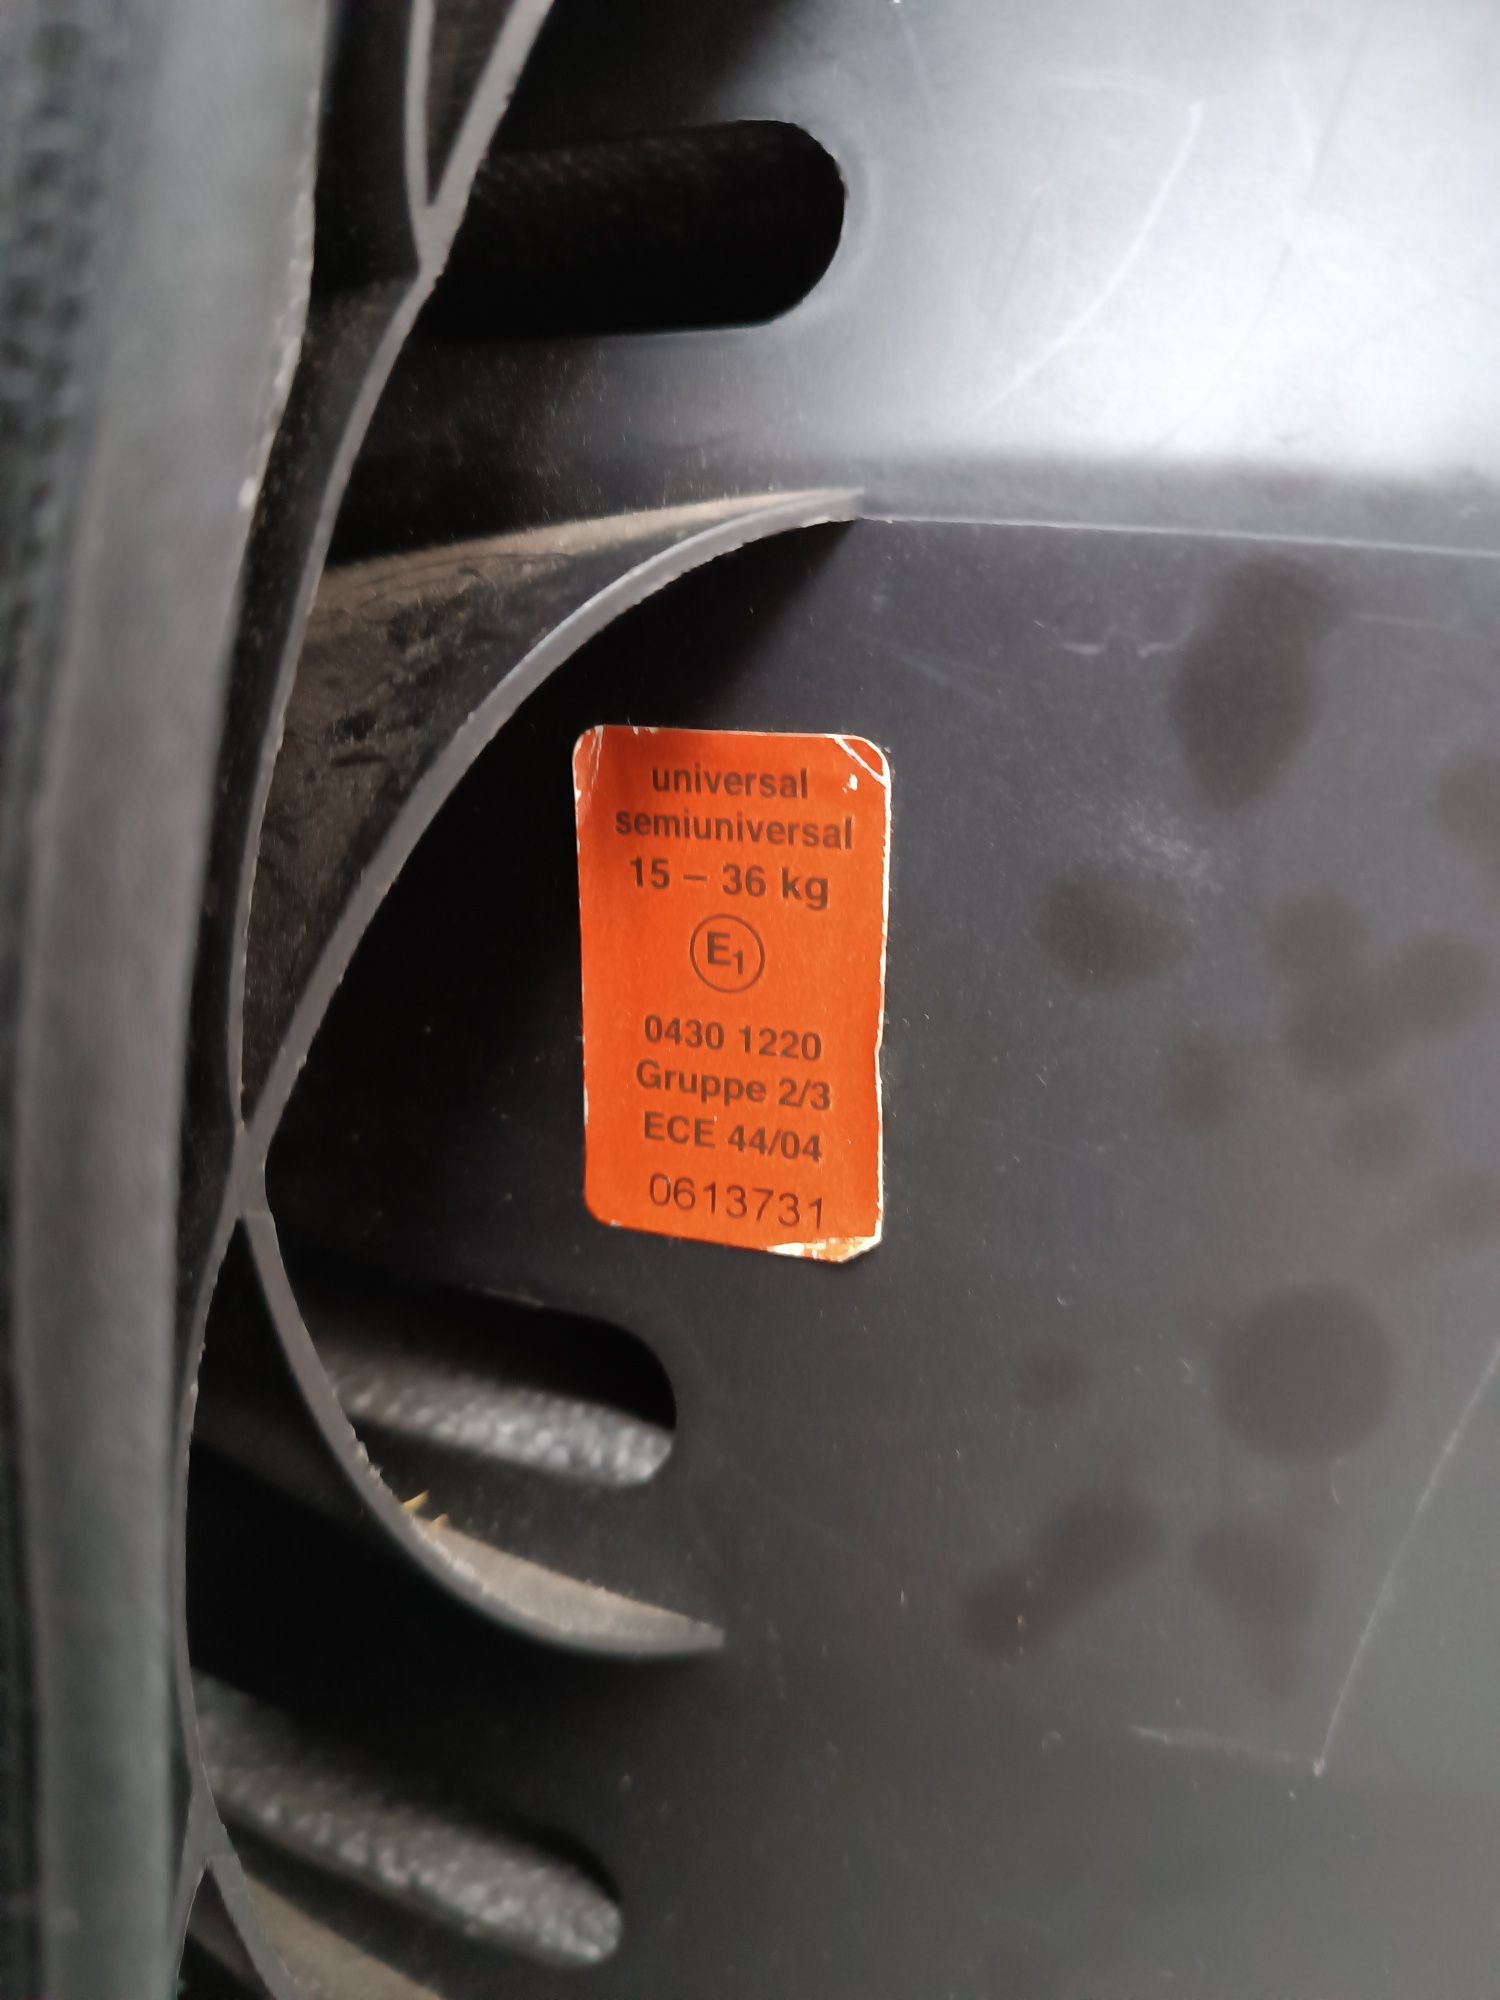 universal
semiuniversal
15 – 36 kg
E1
0430 1220
Gruppe 2/3
ECE 44/04
0613731